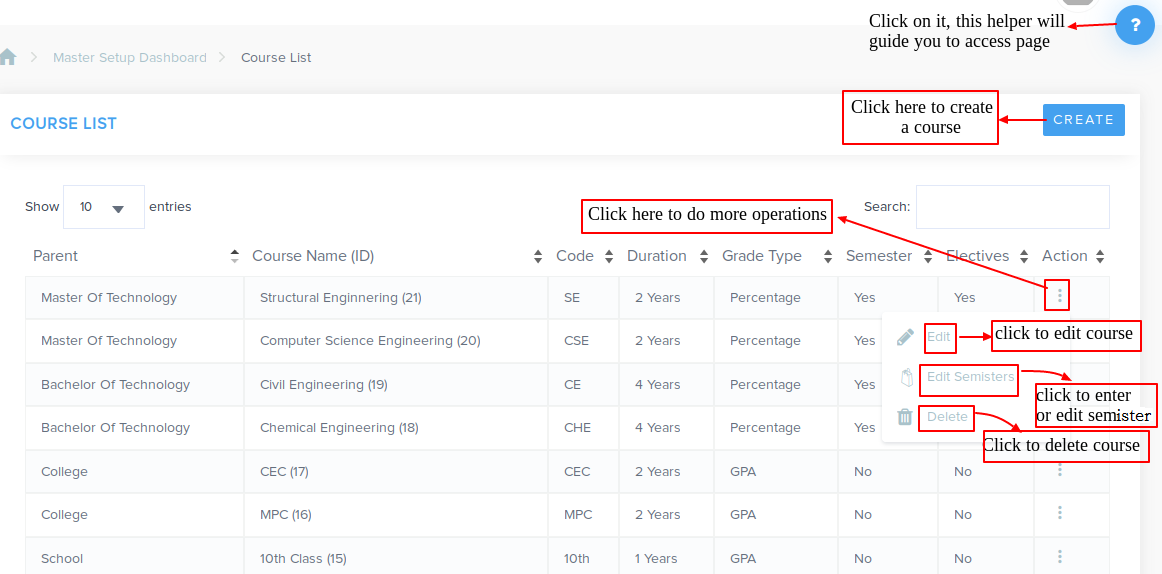 Click on it, this helper will
guide you to access page
?
Master Setup Dashboard Course List
Click here to create
a course
COURSE LIST
CREATE
Show 10 entries
Click here to do more operations
Search:
Parent Course Name (ID) Code Duration Grade Type Semester Electives Action
Master Of Technology Structural Enginnering (21) SE 2 Years Percentage Yes Yes
Master Of Technology Computer Science Engineering (20) CSE 2 Years Percentage Yes
Edit
click to edit course
Bachelor Of Technology Civil Engineering (19) CE 4 Years Percentage Yes
Edit Semisters
click to enter
or edit semister
Bachelor Of Technology Chemical Engineering (18) CHE 4 Years Percentage Yes
Delete
Click to delete course
College CEC (17) CEC 2 Years GPA No No
College MPC (16) MPC 2 Years GPA No No
School 10th Class (15) 10th 1 Years GPA No No